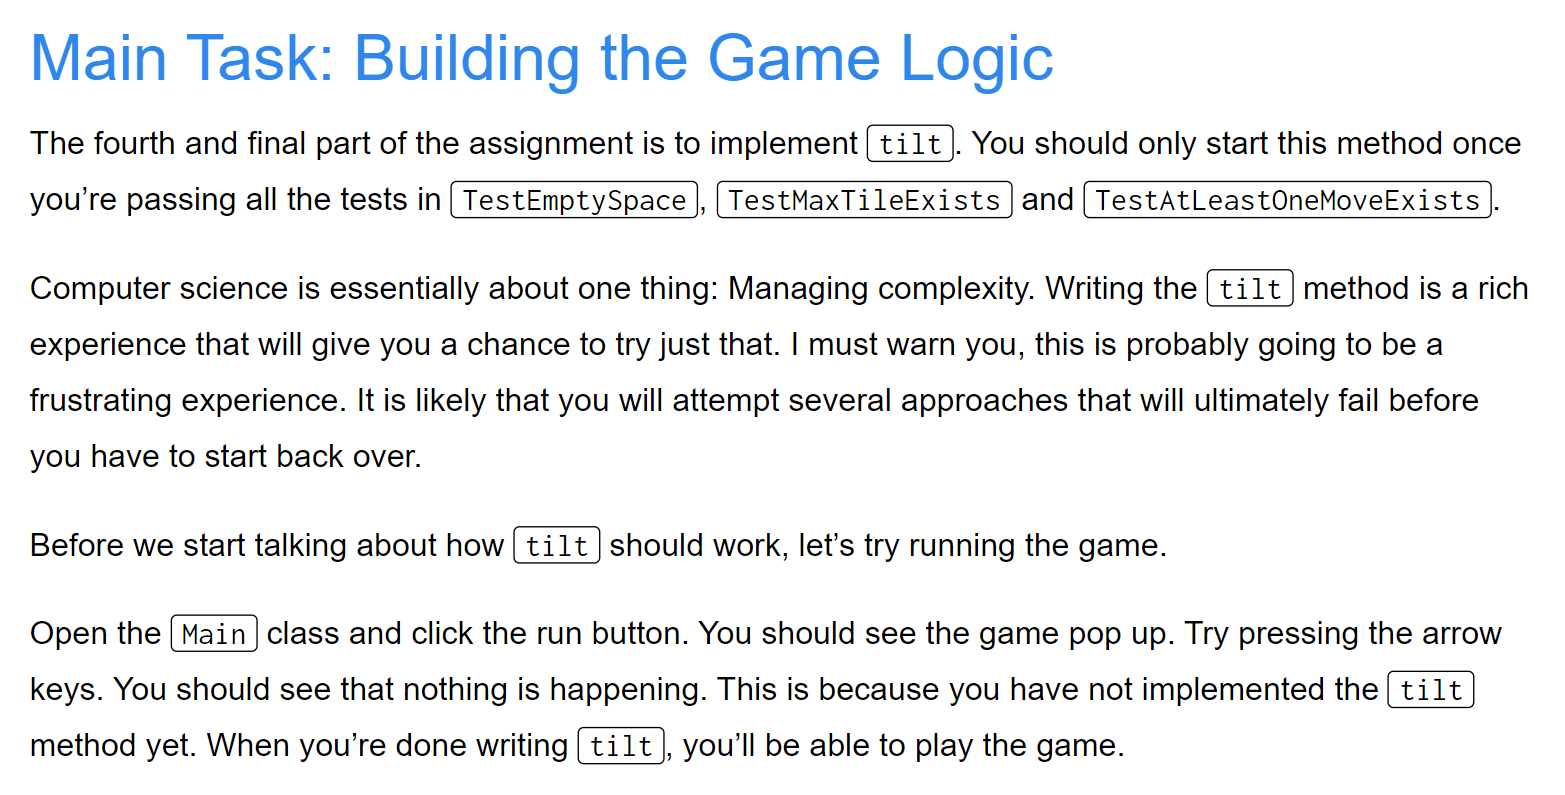 Main Task: Building the Game Logic
The fourth and final part of the assignment is to implement tilt. You should only start this method once
you’re passing all the tests in TestEmptySpace, TestMaxTileExists and TestAtLeastOneMoveExists.
Computer science is essentially about one thing: Managing complexity. Writing the tilt method is a rich
experience that will give you a chance to try just that. I must warn you, this is probably going to be a
frustrating experience. It is likely that you will attempt several approaches that will ultimately fail before
you have to start back over.
Before we start talking about how tilt should work, let’s try running the game.
Open the Main class and click the run button. You should see the game pop up. Try pressing the arrow
keys. You should see that nothing is happening. This is because you have not implemented the tilt
method yet. When you’re done writing tilt, you’ll be able to play the game.